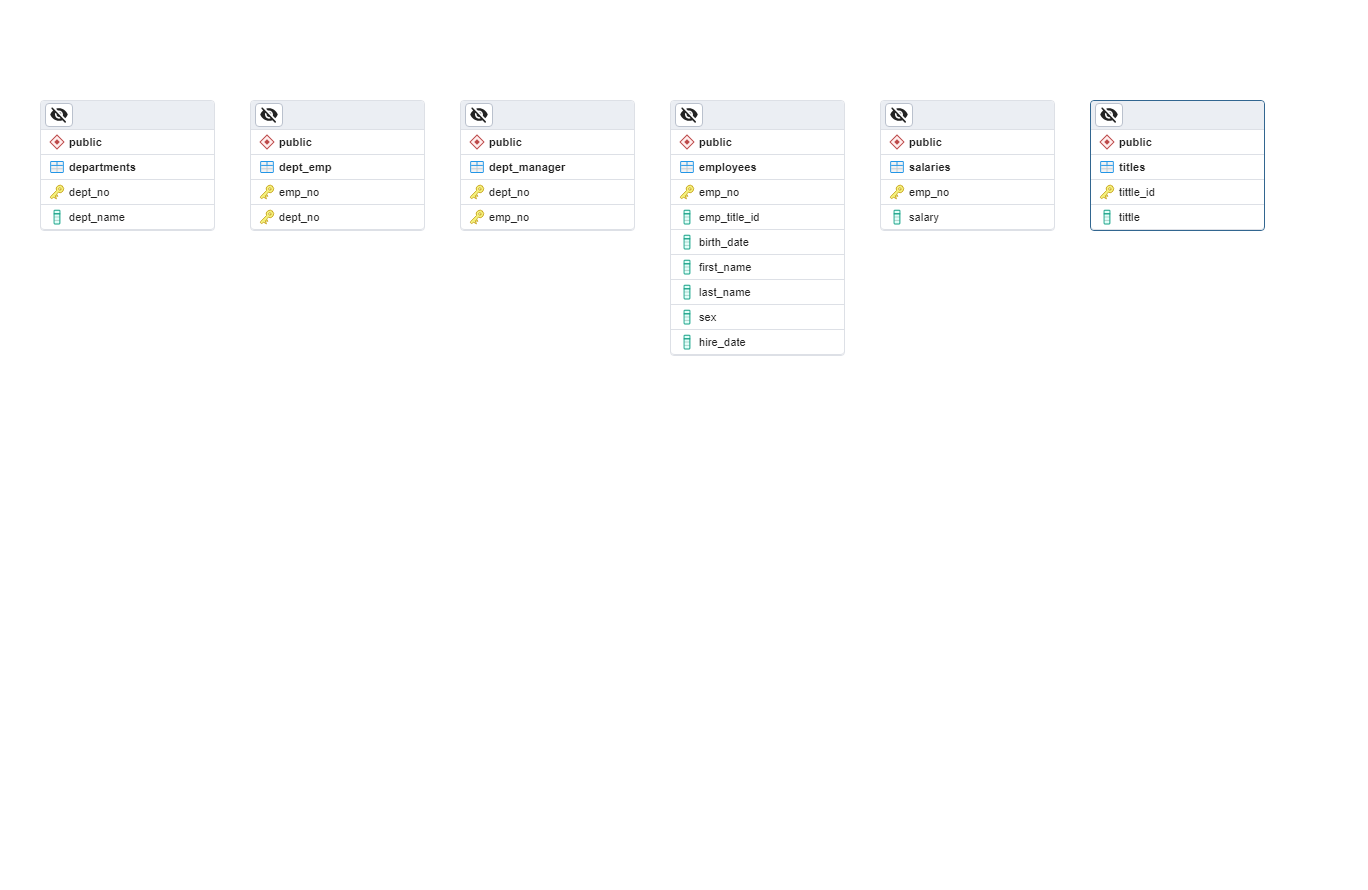 public
departments
dept_no
dept_name
public
dept_emp
emp_no
dept_no
public
dept_manager
dept_no
emp_no
public
employees
emp_no
emp_title_id
birth_date
first_name
last_name
sex
hire_date
public
salaries
emp_no
salary
public
titles
tittle_id
tittle